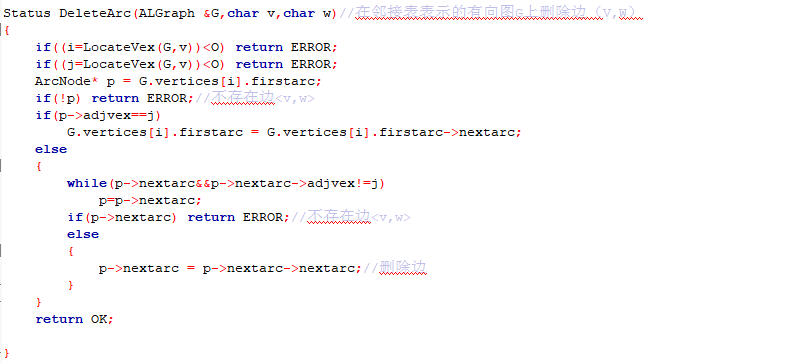 Status DeleteArc(ALGraph &G,char v,char w)//在邻接表表示的有向图G上删除边（v,w）
{
if((i=LocateVex(G,v))<O) return ERROR;
if((j=LocateVex(G,v))<O) return ERROR;
ArcNode* p = G.vertices[i].firstarc;
if(!p) return ERROR;//不存在边<v,w>
if(p->adjvex==j)
G.vertices[i].firstarc = G.vertices[i].firstarc->nextarc;
else
{
while(p->nextarc&&p->nextarc->adjvex!=j)
p=p->nextarc;
if(p->nextarc) return ERROR;//不存在边<v,w>
else
{
p->nextarc = p->nextarc->nextarc;//删除边
}
}
return OK;
}